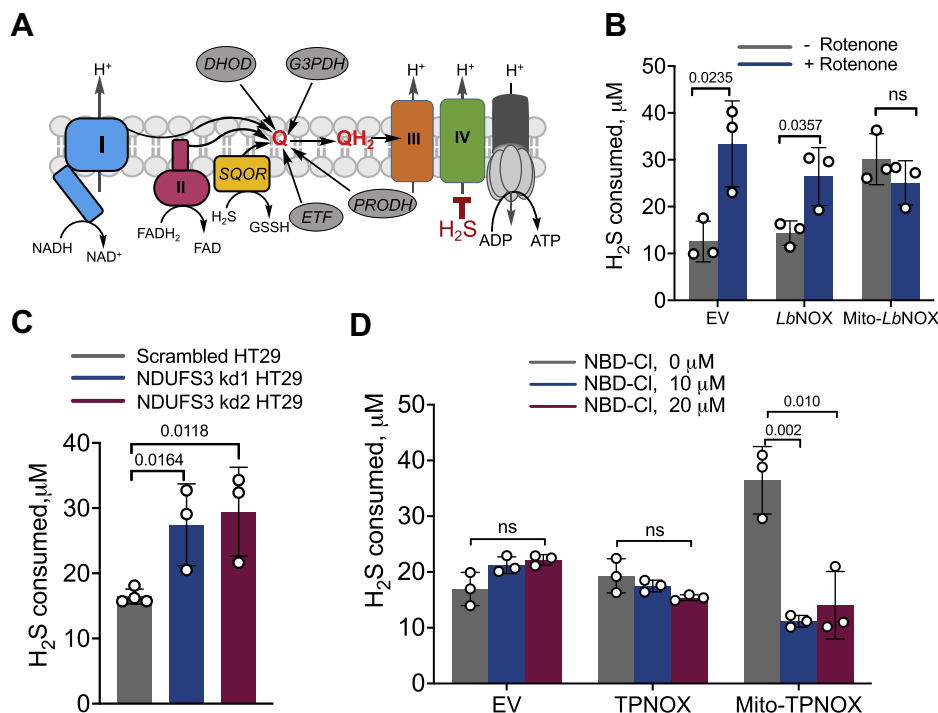 A
DHOD
G3PDH
H⁺
H⁺
H⁺
H⁺
I
II
SQOR
Q
QH₂
III
IV
NADH
NAD⁺
FADH₂
FAD
H₂S
GSSH
ETF
PRODH
H₂S
ADP
ATP
B
- Rotenone
+ Rotenone
H₂S consumed, μM
50
40
30
20
10
0
0.0235
0.0357
ns
EV
LbNOX
Mito-LbNOX
C
Scrambled HT29
NDUFS3 kd1 HT29
NDUFS3 kd2 HT29
H₂S consumed,μM
40
30
20
10
0
0.0118
0.0164
D
NBD-Cl, 0 μM
NBD-Cl, 10 μM
NBD-Cl, 20 μM
H₂S consumed, μM
50
40
30
20
10
0
ns
ns
0.010
0.002
EV
TPNOX
Mito-TPNOX